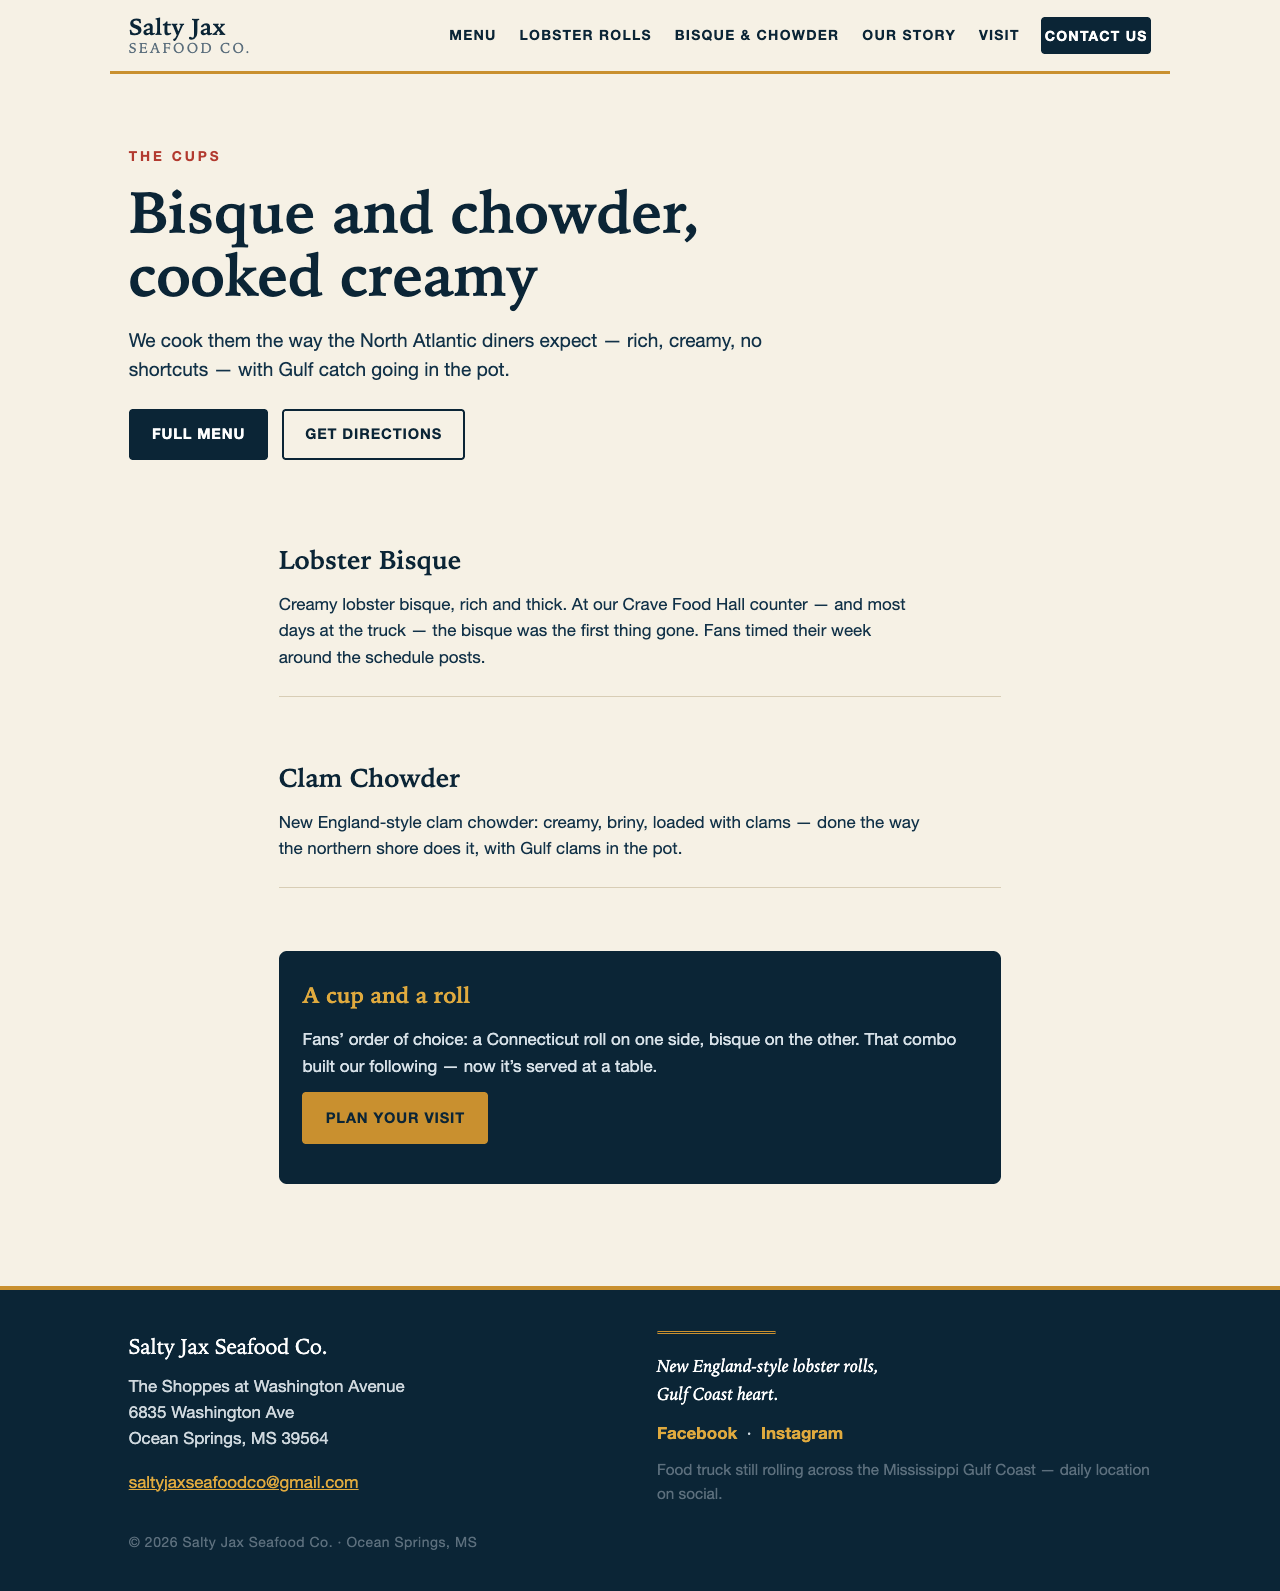 Salty Jax
SEAFOOD CO.
MENU
LOBSTER ROLLS
BISQUE & CHOWDER
OUR STORY
VISIT
CONTACT US
THE CUPS
Bisque and chowder,
cooked creamy
We cook them the way the North Atlantic diners expect — rich, creamy, no
shortcuts — with Gulf catch going in the pot.
FULL MENU
GET DIRECTIONS
Lobster Bisque
Creamy lobster bisque, rich and thick. At our Crave Food Hall counter — and most
days at the truck — the bisque was the first thing gone. Fans timed their week
around the schedule posts.
Clam Chowder
New England-style clam chowder: creamy, briny, loaded with clams — done the way
the northern shore does it, with Gulf clams in the pot.
A cup and a roll
Fans’ order of choice: a Connecticut roll on one side, bisque on the other. That combo
built our following — now it’s served at a table.
PLAN YOUR VISIT
Salty Jax Seafood Co.
The Shoppes at Washington Avenue
6835 Washington Ave
Ocean Springs, MS 39564
saltyjaxseafoodco@gmail.com
New England-style lobster rolls,
Gulf Coast heart.
Facebook · Instagram
Food truck still rolling across the Mississippi Gulf Coast — daily location
on social.
© 2026 Salty Jax Seafood Co. · Ocean Springs, MS